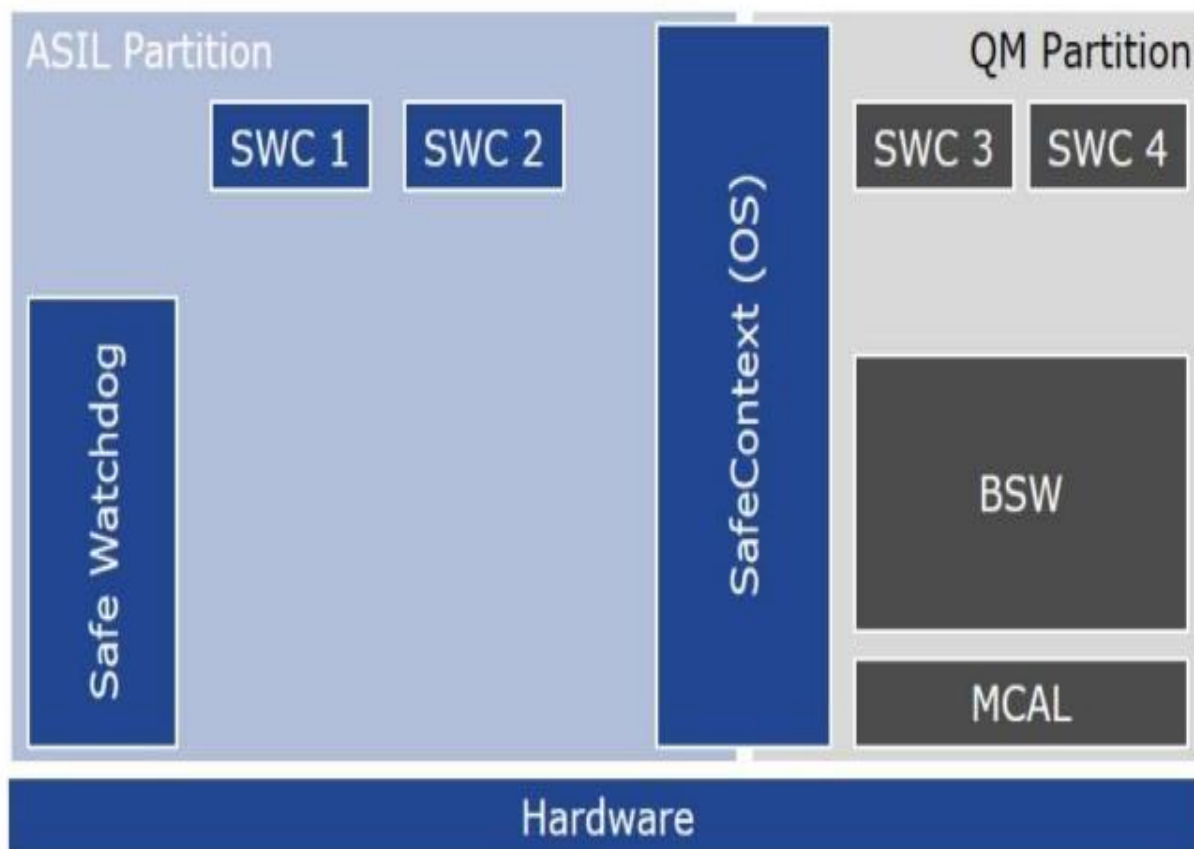 ASIL Partition
QM Partition
SWC 1
SWC 2
SWC 3
SWC 4
Safe Watchdog
SafeContext (OS)
BSW
MCAL
Hardware